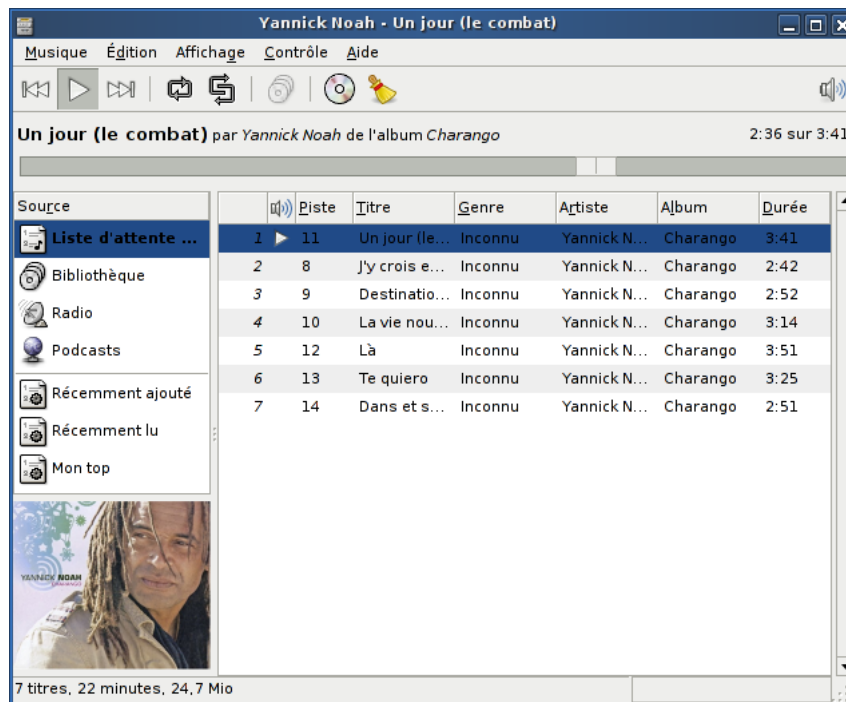 Yannick Noah - Un jour (le combat)
Musique Édition Affichage Contrôle Aide
Un jour (le combat) par Yannick Noah de l'album Charango 2:36 sur 3:41
Source
Liste d'attente ...
Bibliothèque
Radio
Podcasts
Récemment ajouté
Récemment lu
Mon top
Piste Titre Genre Artiste Album Durée
1 11 Un jour (le... Inconnu Yannick N... Charango 3:41
2 8 J'y crois e... Inconnu Yannick N... Charango 2:42
3 9 Destinatio... Inconnu Yannick N... Charango 2:52
4 10 La vie nou... Inconnu Yannick N... Charango 3:14
5 12 Là Inconnu Yannick N... Charango 3:51
6 13 Te quiero Inconnu Yannick N... Charango 3:25
7 14 Dans et s... Inconnu Yannick N... Charango 2:51
YANNICK NOAH
CHARANGO
7 titres, 22 minutes, 24,7 Mio